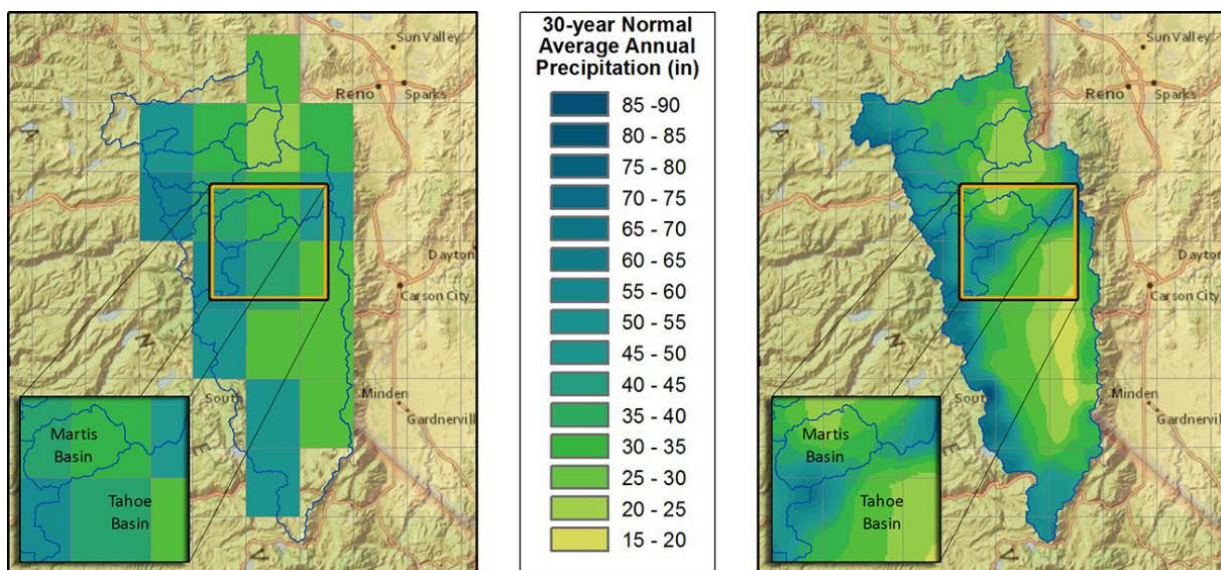 Sun Valley
Reno
Sparks
Dayton
Carson City
Minden
South
Gardnervil
Martis
Basin
Tahoe
Basin
30-year Normal
Average Annual
Precipitation (in)
85 -90
80 - 85
75 - 80
70 - 75
65 - 70
60 - 65
55 - 60
50 - 55
45 - 50
40 - 45
35 - 40
30 - 35
25 - 30
20 - 25
15 - 20
Sun Valley
Reno
Sparks
Dayton
Carson City
Minden
Sout
Gardnervil
Martis
Basin
Tahoe
Basin